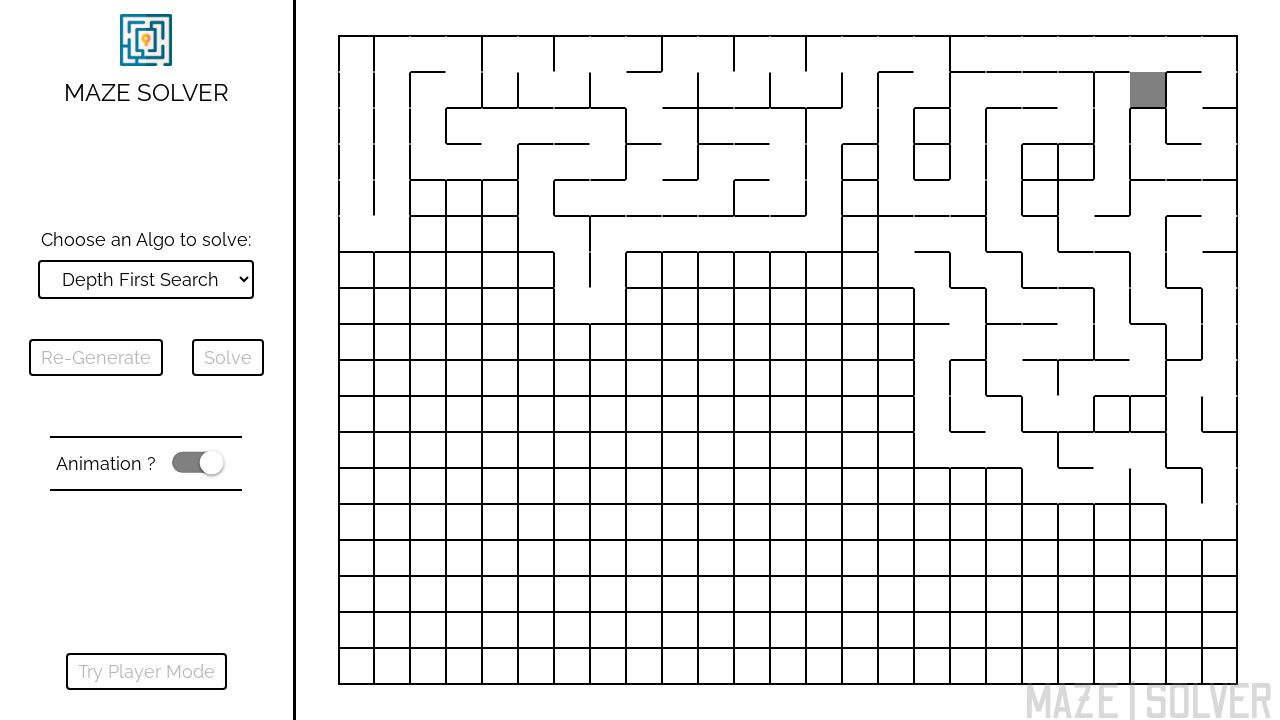 MAZE SOLVER
Choose an Algo to solve:
Depth First Search
Re-Generate
Solve
Animation ?
Try Player Mode
MAZE | SOLVER